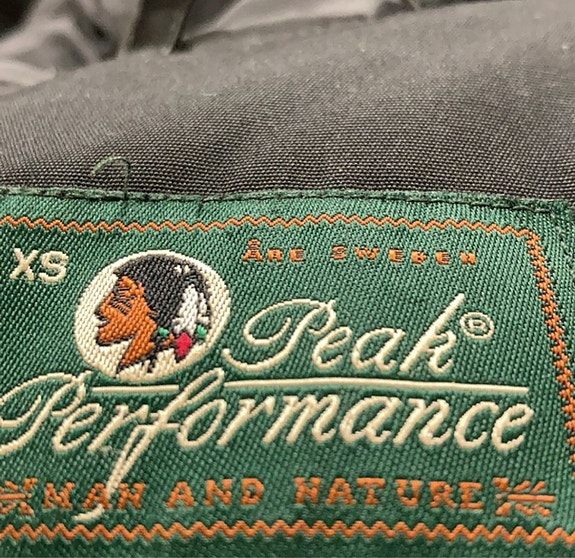 XS
ÅRE SWEDEN
Peak®
Performance
MAN AND NATURE